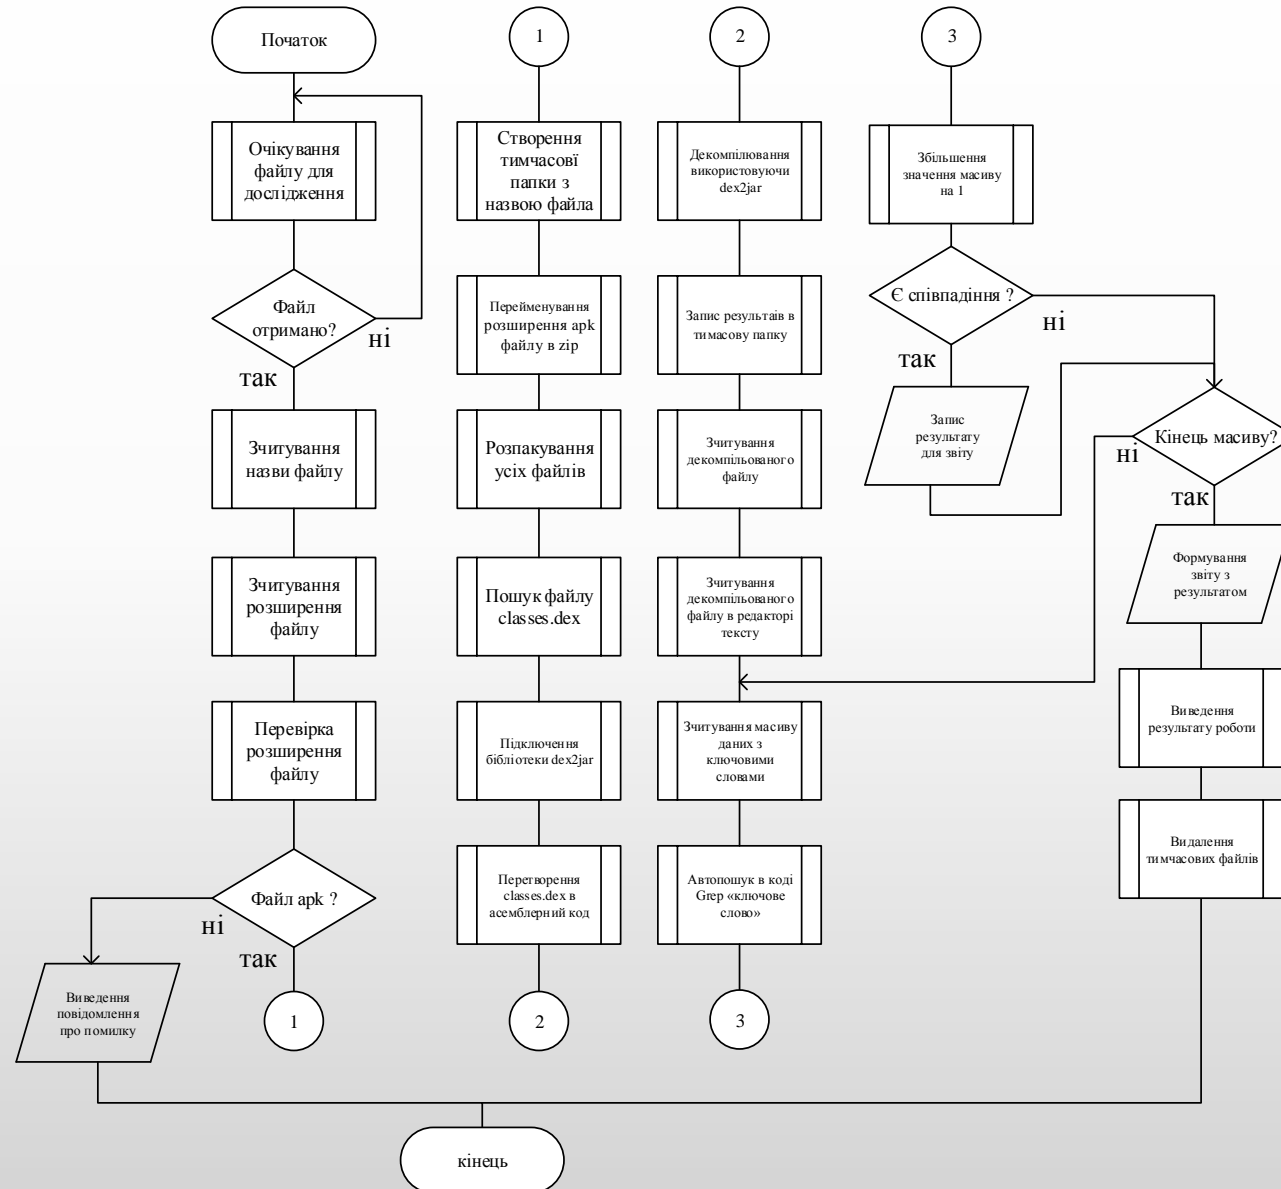 Початок
Очікування
файлу для
дослідження
Файл
отримано?
ні
так
Зчитування
назви файлу
Зчитування
розширення
файлу
Перевірка
розширення
файлу
Файл apk ?
ні
так
Виведення
повідомлення
про помилку
1
1
Створення
тимчасової
папки з
назвою файла
Перейменування
розширення apk
файлу в zip
Розпакування
усіх файлів
Пошук файлу
classes.dex
Підключення
бібліотеки dex2jar
Перетворення
classes.dex в
асемблерний код
2
2
Декомпілювання
використовуючи
dex2jar
Запис результаів в
тимасову папку
Зчитування
декомпільованого
файлу
Зчитування
декомпільованого
файлу в редакторі
тексту
Зчитування масиву
даних з
ключовими
словами
Автопошук в коді
Grep «ключове
слово»
3
3
Збільшення
значення масиву
на 1
Є співпадіння ?
ні
так
Запис
результату
для звіту
Кінець масиву?
ні
так
Формування
звіту з
результатом
Виведення
результату роботи
Видалення
тимчасових файлів
кінець